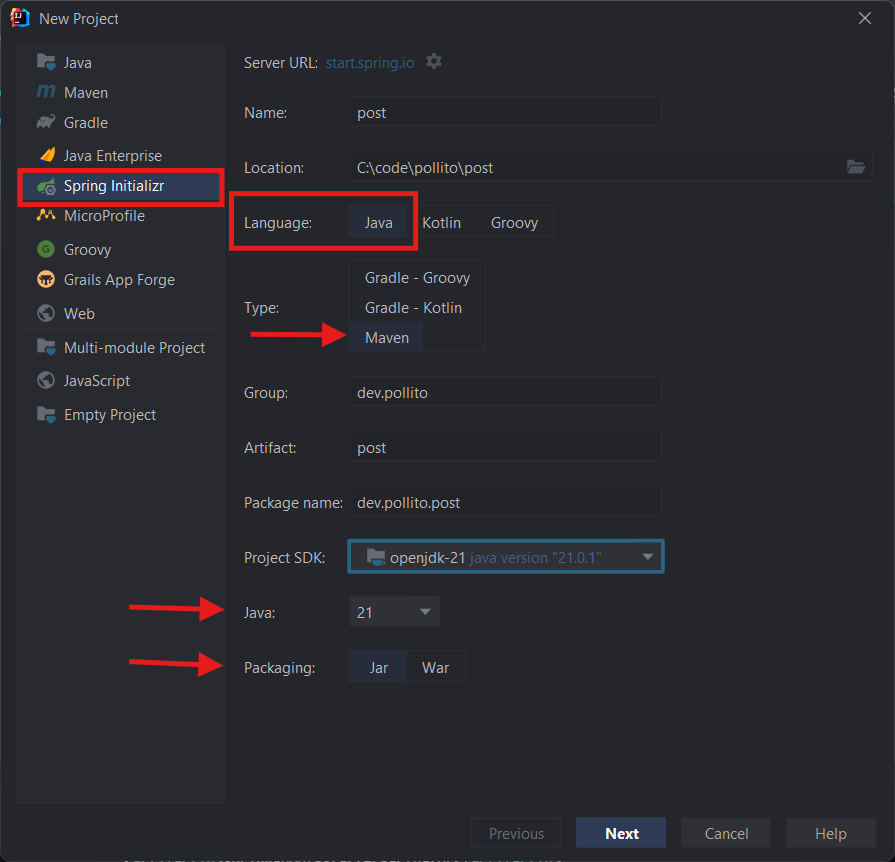 New Project
Java
Maven
Gradle
Java Enterprise
Spring Initializr
MicroProfile
Groovy
Grails App Forge
Web
Multi-module Project
JavaScript
Empty Project
Server URL: start.spring.io
Name: post
Location: C:\code\pollito\post
Language: Java Kotlin Groovy
Type:
Gradle - Groovy
Gradle - Kotlin
Maven
Group: dev.pollito
Artifact: post
Package name: dev.pollito.post
Project SDK: openjdk-21 java version "21.0.1"
Java: 21
Packaging: Jar War
Previous Next Cancel Help